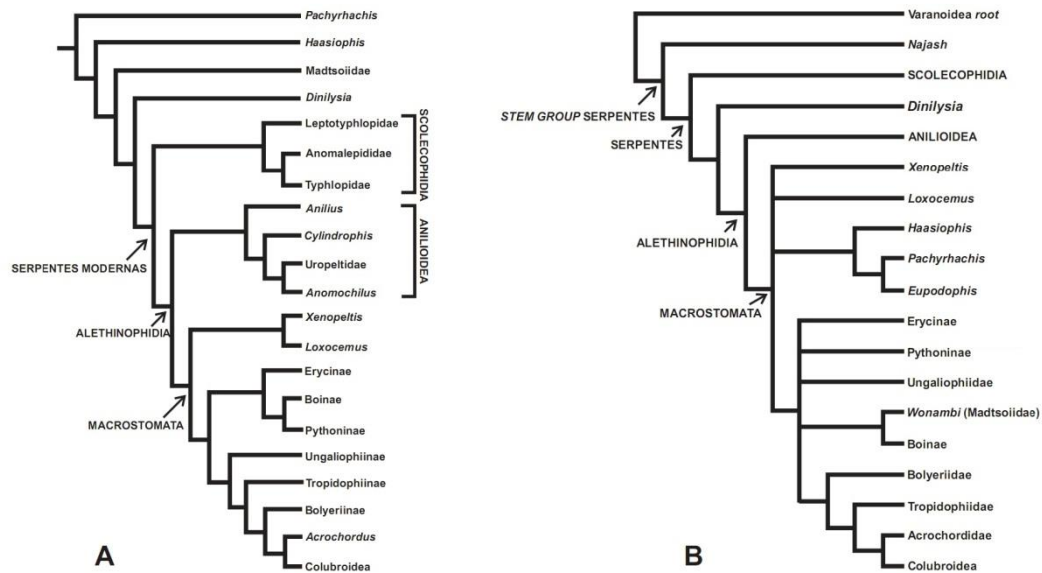 Pachyrhachis
Haasiophis
Madtsoiidae
Dinilysia
Leptotyphlopidae
Anomalepididae
Typhlopidae
SCOLECOPHIDIA
Anilius
Cylindrophis
Uropeltidae
Anomochilus
ANILIOIDEA
SERPENTES MODERNAS
ALETHINOPHIDIA
Xenopeltis
Loxocemus
Erycinae
Boinae
MACROSTOMATA
Pythoninae
Ungaliophiinae
Tropidophiinae
Bolyeriinae
Acrochordus
Colubroidea
A
Varanoidea root
Najash
SCOLECOPHIDIA
STEM GROUP SERPENTES
Dinilysia
SERPENTES
ANILIOIDEA
Xenopeltis
Loxocemus
Haasiophis
ALETHINOPHIDIA
Pachyrhachis
Eupodophis
MACROSTOMATA
Erycinae
Pythoninae
Ungaliophiidae
Wonambi (Madtsoiidae)
Boinae
Bolyeriidae
Tropidophiidae
Acrochordidae
Colubroidea
B